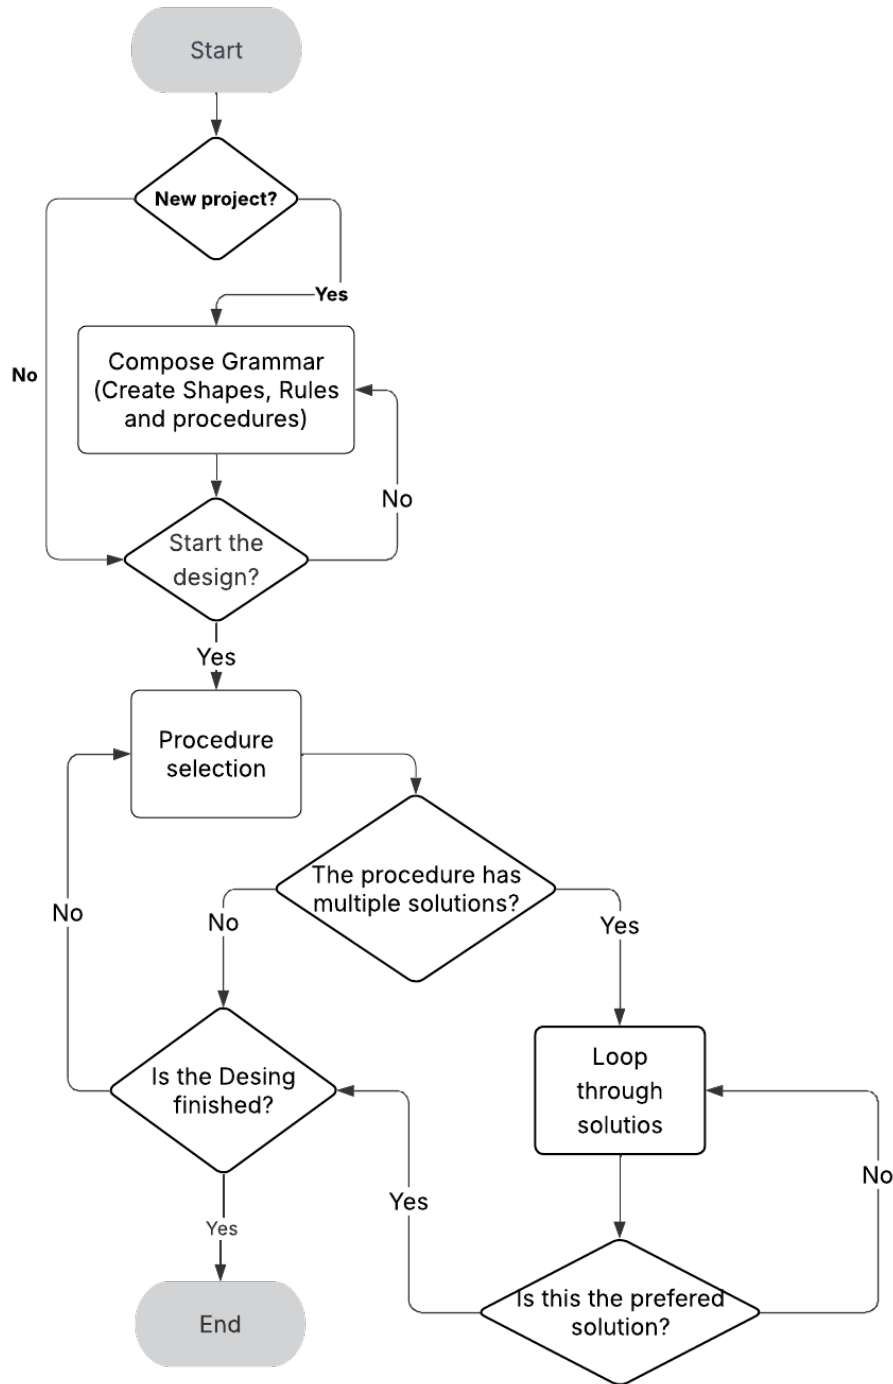 Start
New project?
Yes
No
Compose Grammar
(Create Shapes, Rules
and procedures)
No
Start the
design?
Yes
Procedure
selection
The procedure has
multiple solutions?
No
No
Yes
Is the Desing
finished?
Loop
through
solutios
Yes
No
Yes
Is this the prefered
solution?
End